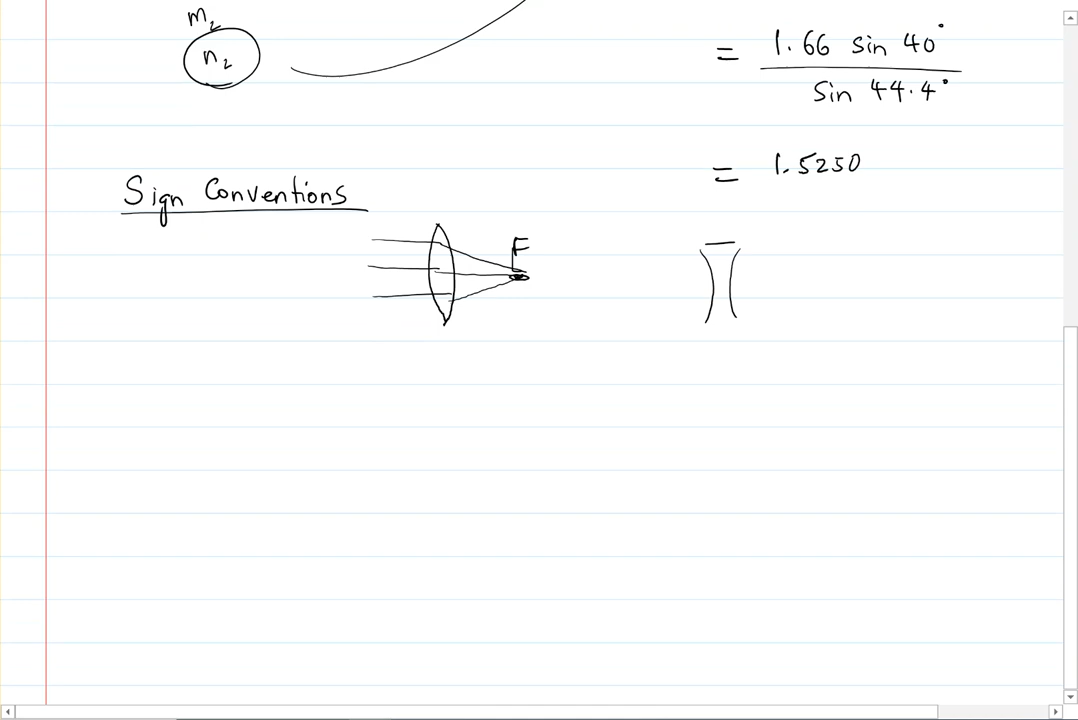 m₂
n₂
= 1.66 sin 40°
sin 44.4°
= 1.5250
Sign Conventions
F